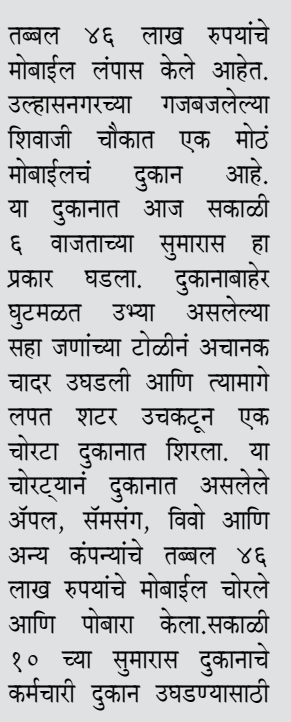 तब्बल ४६ लाख रुपयांचे
मोबाईल लंपास केले आहेत.
उल्हासनगरच्या गजबजलेल्या
शिवाजी चौकात एक मोठं
मोबाईलचं दुकान आहे.
या दुकानात आज सकाळी
६ वाजताच्या सुमारास हा
प्रकार घडला. दुकानाबाहेर
घुटमळत उभ्या असलेल्या
सहा जणांच्या टोळीनं अचानक
चादर उघडली आणि त्यामागे
लपत शटर उचकटून एक
चोरटा दुकानात शिरला. या
चोरट्यानं दुकानात असलेले
ॲपल, सॅमसंग, विवो आणि
अन्य कंपन्यांचे तब्बल ४६
लाख रुपयांचे मोबाईल चोरले
आणि पोबारा केला.सकाळी
१० च्या सुमारास दुकानाचे
कर्मचारी दुकान उघडण्यासाठी